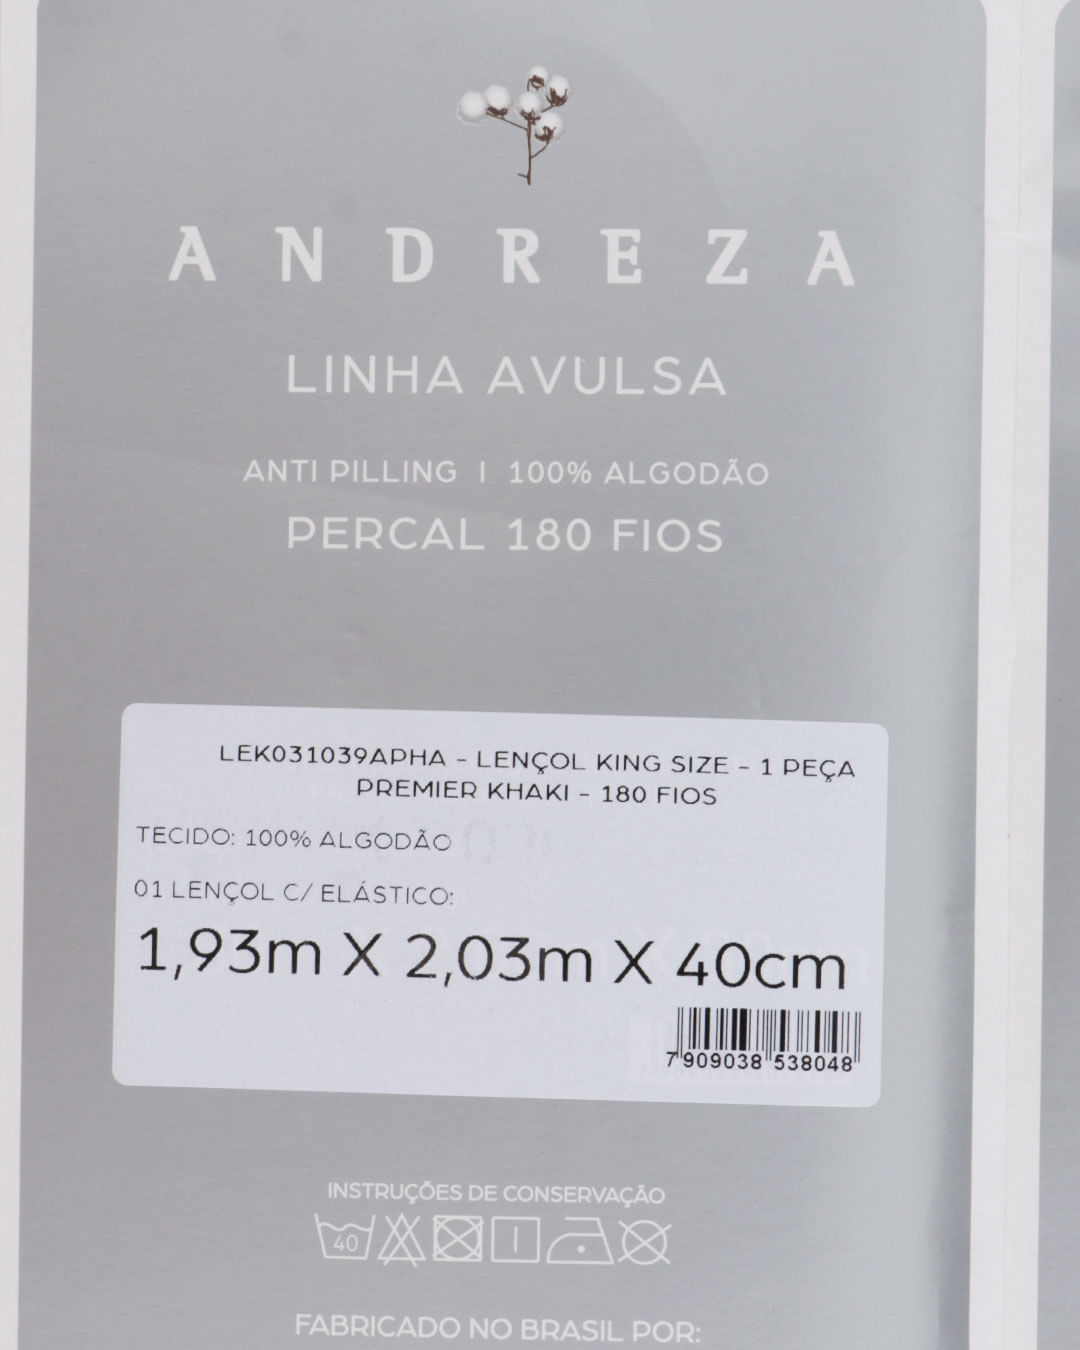 ANDREZA
LINHA AVULSA
ANTI PILLING | 100% ALGODÃO
PERCAL 180 FIOS
LEK031039APHA - LENÇOL KING SIZE - 1 PEÇA
PREMIER KHAKI - 180 FIOS
TECIDO: 100% ALGODÃO
01 LENÇOL C/ ELÁSTICO:
1,93m X 2,03m X 40cm
7 909038 538048
INSTRUÇÕES DE CONSERVAÇÃO
40
FABRICADO NO BRASIL POR: